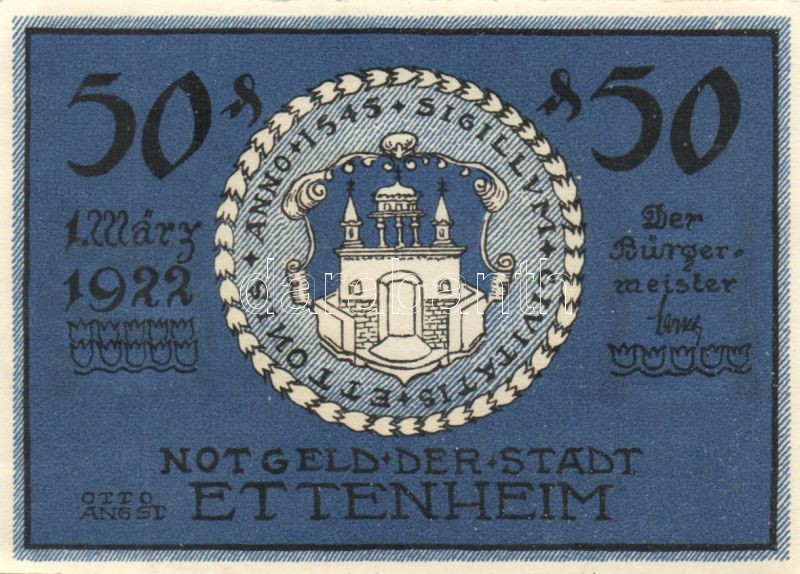 50 ₰
₰ 50
ANNO + 1545 + SIGILLVM + CIVITATIS + ETTONIS +
1. März
1922
Der
Bürger-
meister
darabanth
NOTGELD + DER + STADT
OTTO
ANGST
ETTENHEIM